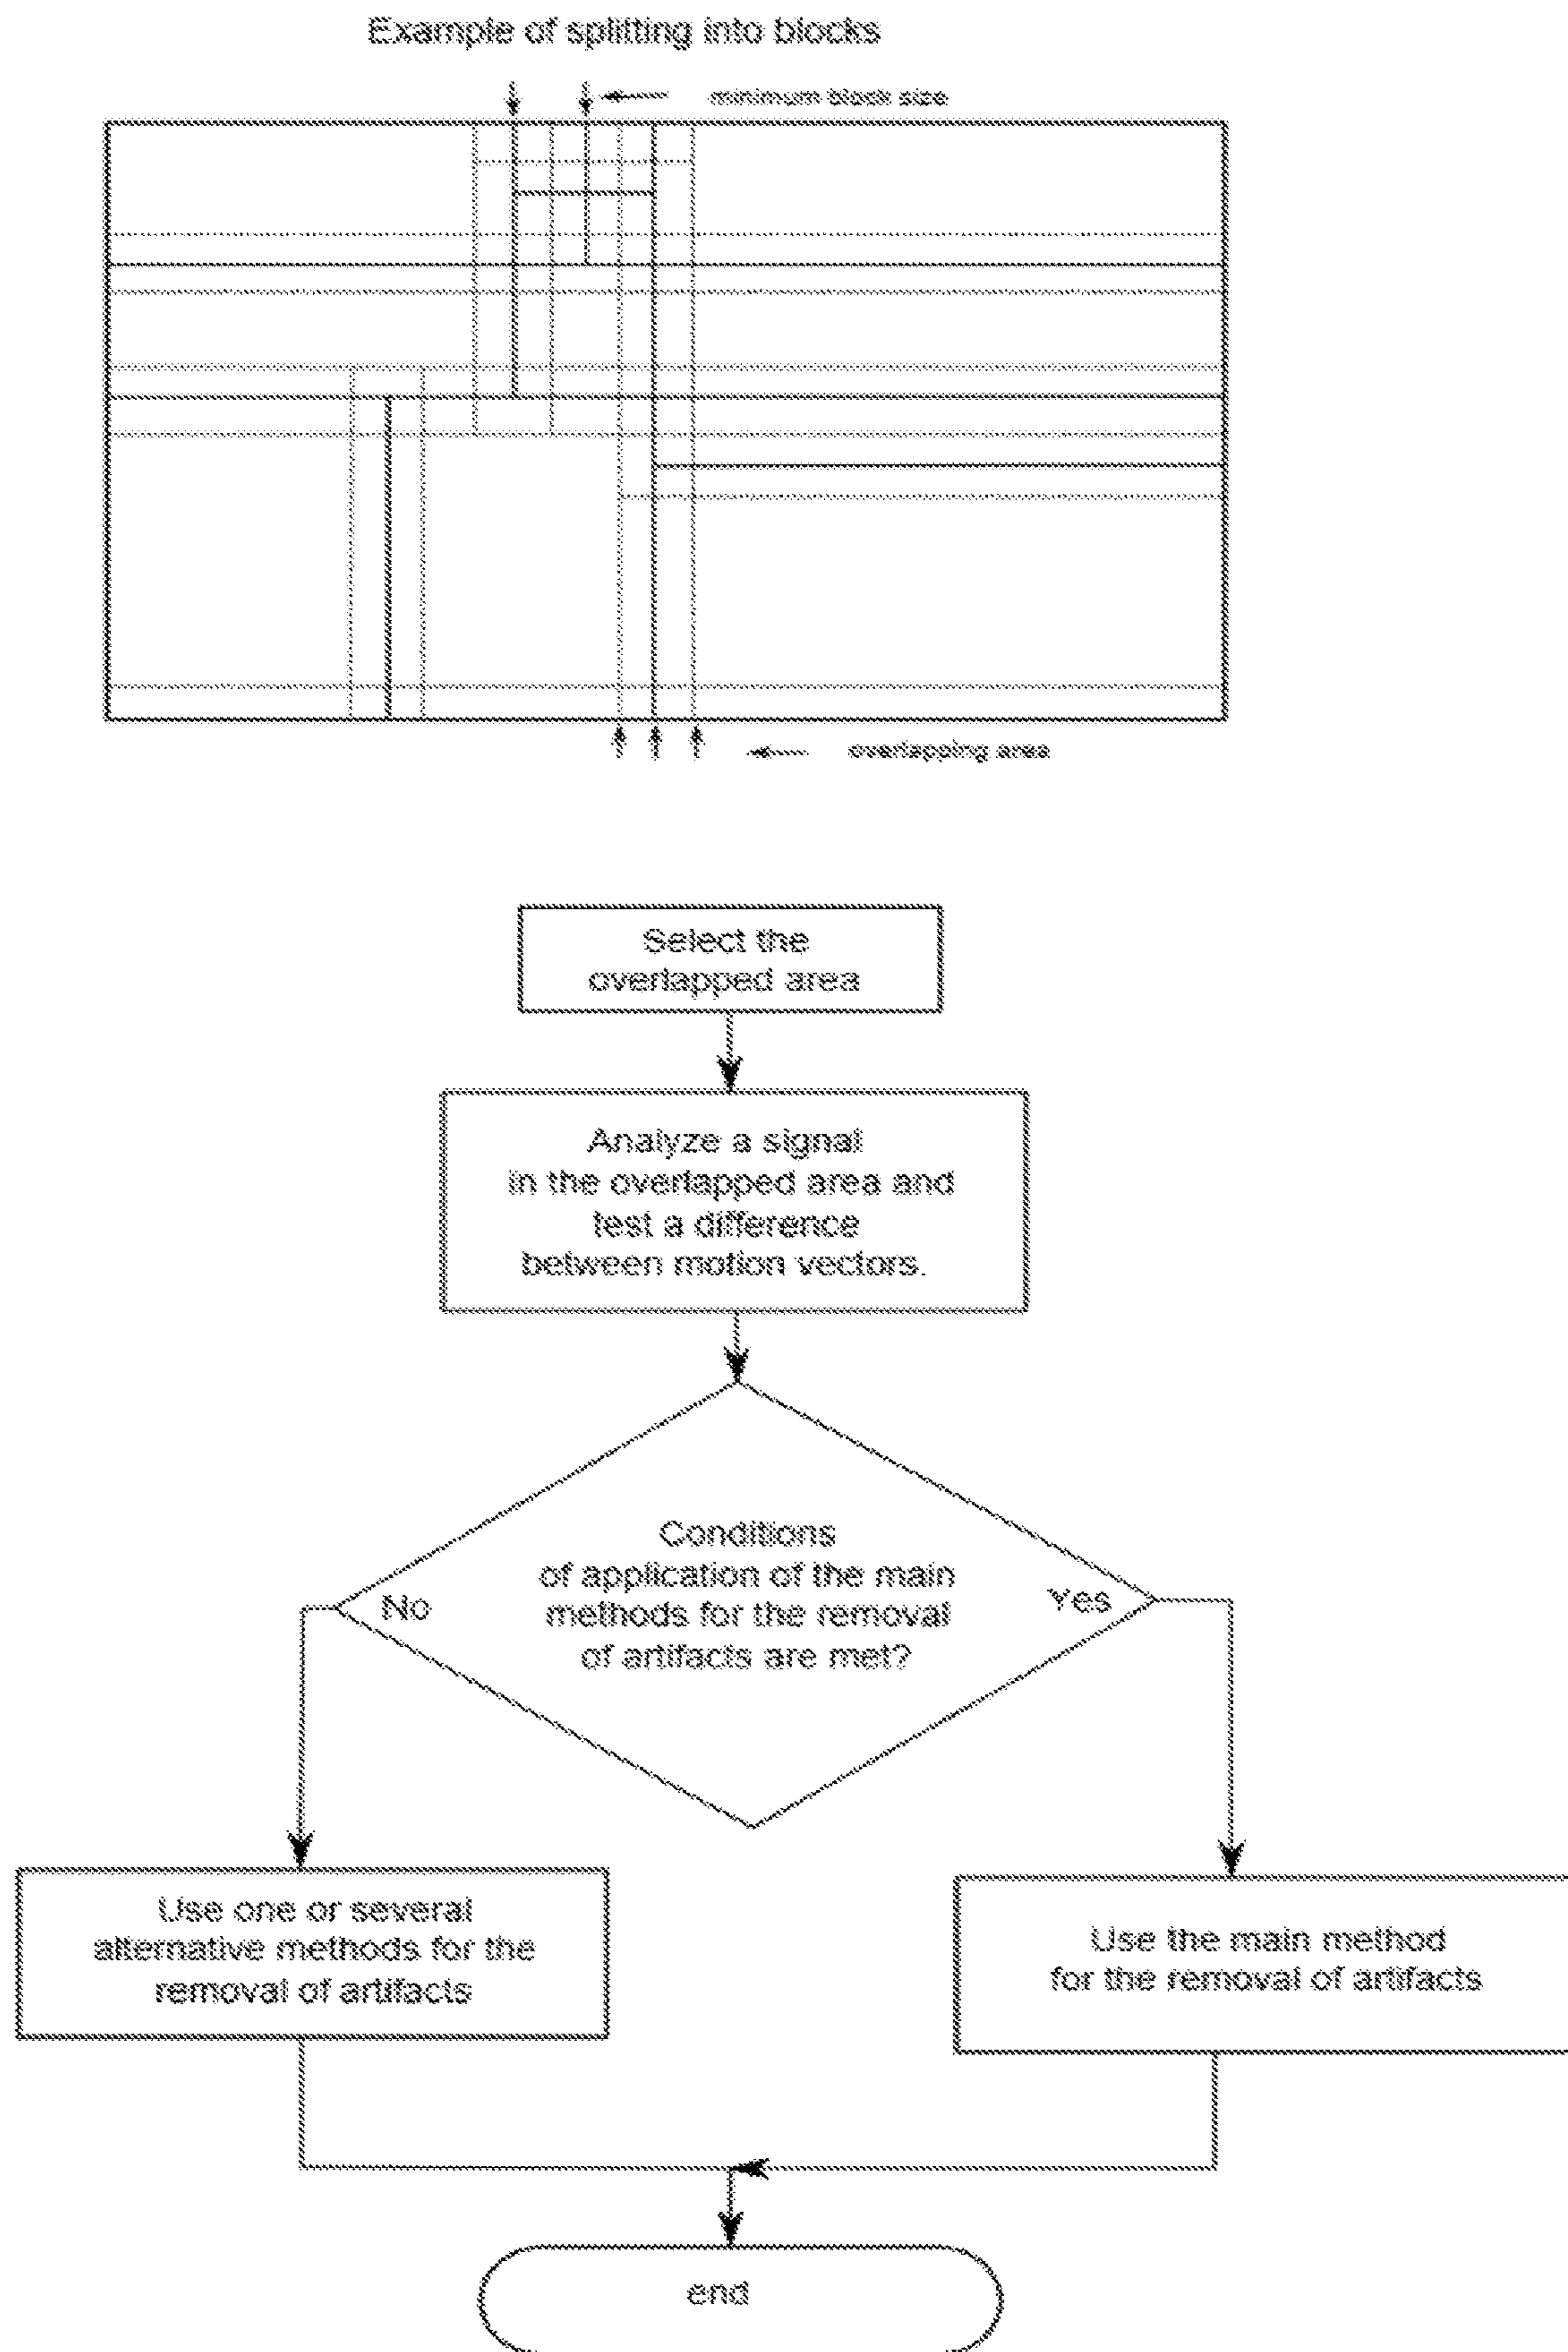 Example of splitting into blocks
minimum block size
overlapping area
Select the
overlapped area
Analyze a signal
in the overlapped area and
test a difference
between motion vectors.
Conditions
of application of the main
methods for the removal
of artifacts are met?
No
Yes
Use one or several
alternative methods for the
removal of artifacts
Use the main method
for the removal of artifacts
end